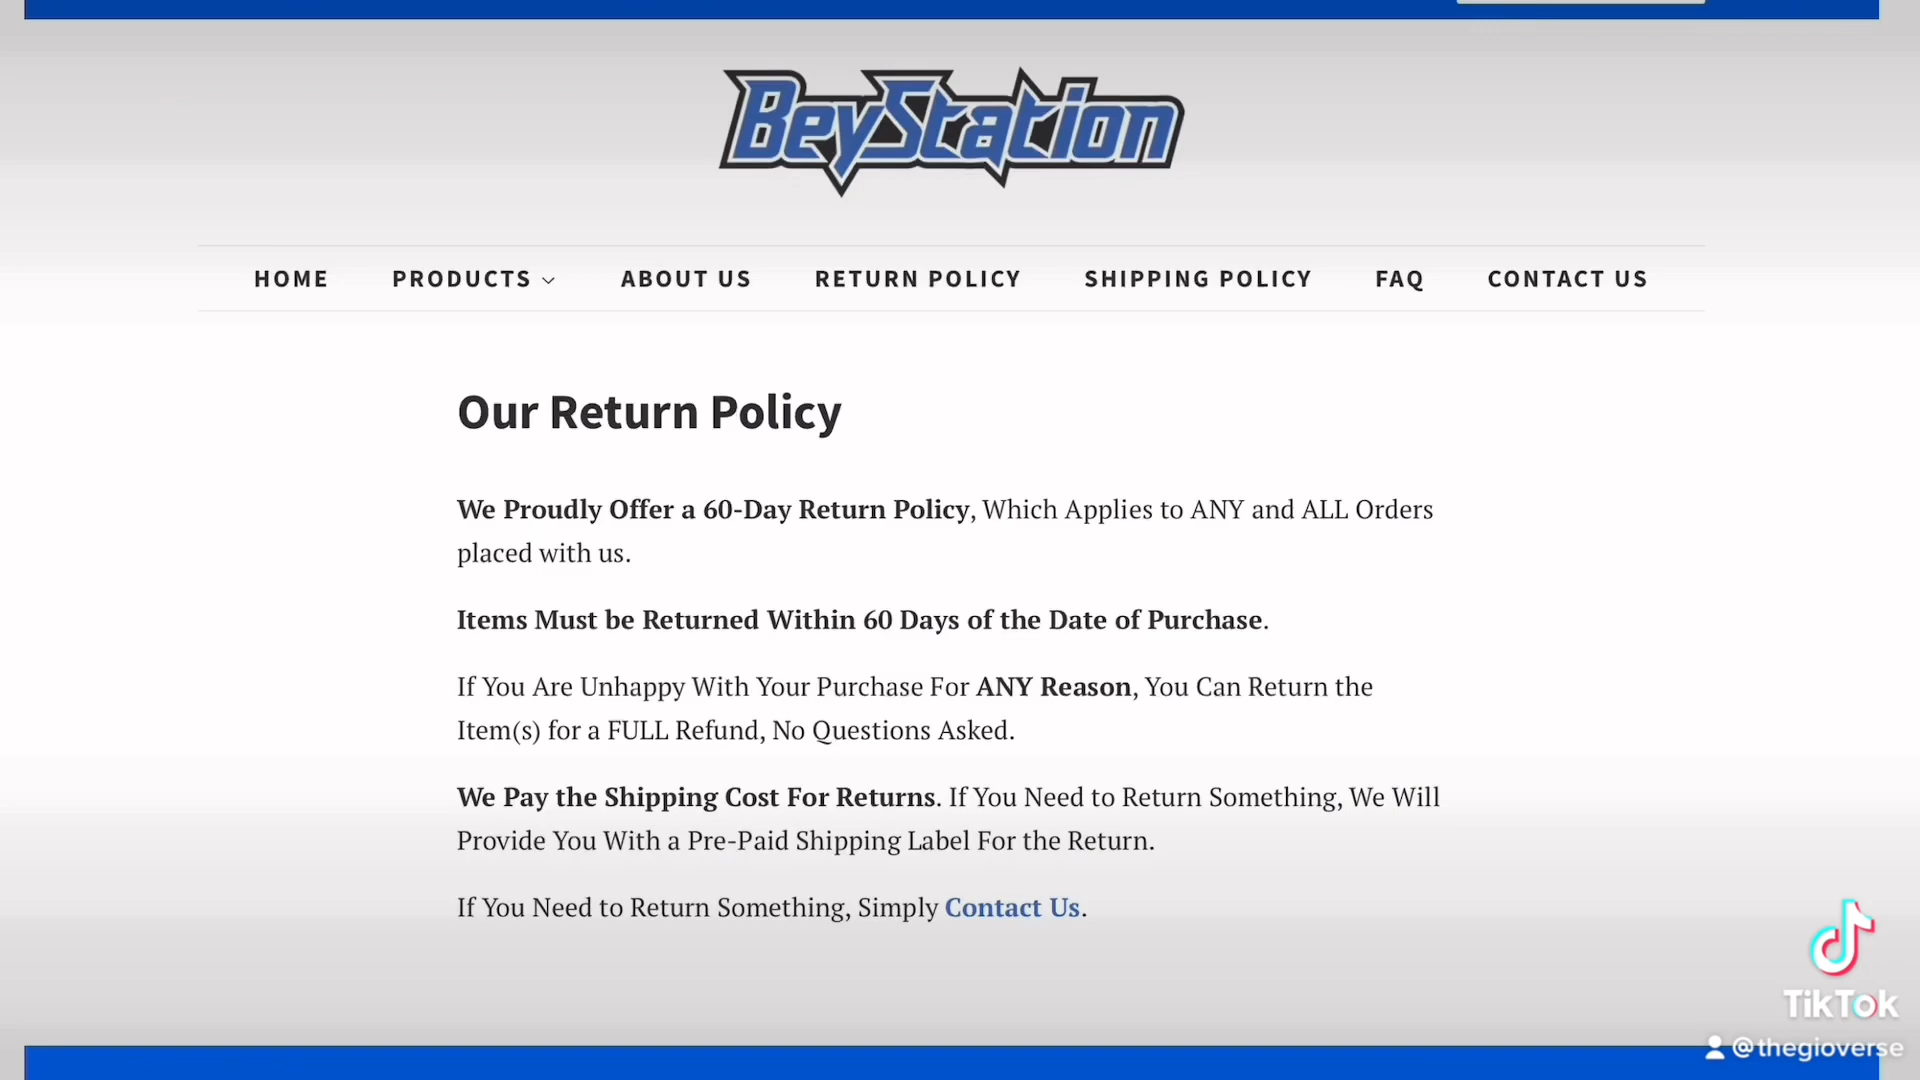 BeyStation
HOME PRODUCTS ABOUT US RETURN POLICY SHIPPING POLICY FAQ CONTACT US
Our Return Policy
We Proudly Offer a 60-Day Return Policy, Which Applies to ANY and ALL Orders
placed with us.
Items Must be Returned Within 60 Days of the Date of Purchase.
If You Are Unhappy With Your Purchase For ANY Reason, You Can Return the
Item(s) for a FULL Refund, No Questions Asked.
We Pay the Shipping Cost For Returns. If You Need to Return Something, We Will
Provide You With a Pre-Paid Shipping Label For the Return.
If You Need to Return Something, Simply Contact Us.
TikTok
@thegioverse